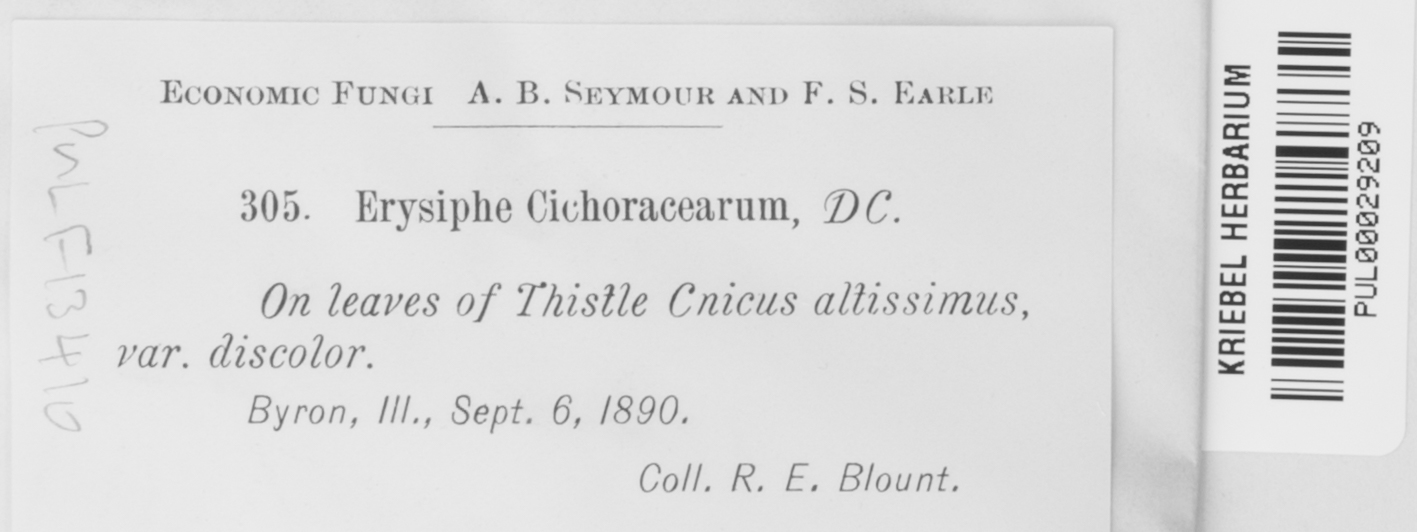 ECONOMIC FUNGI A. B. SEYMOUR AND F. S. EARLE
305. Erysiphe Cichoracearum, DC.
On leaves of Thistle Cnicus altissimus,
var. discolor.
Byron, Ill., Sept. 6, 1890.
Coll. R. E. Blount.
PUL F13410
KRIEBEL HERBARIUM
PUL00029209